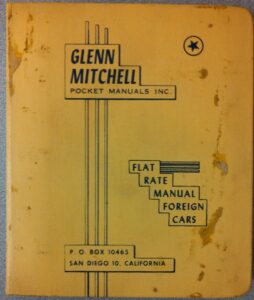 GLENN
MITCHELL
POCKET MANUALS INC.
FLAT
RATE
MANUAL
FOREIGN
CARS
P. O. BOX 10465
SAN DIEGO 10, CALIFORNIA